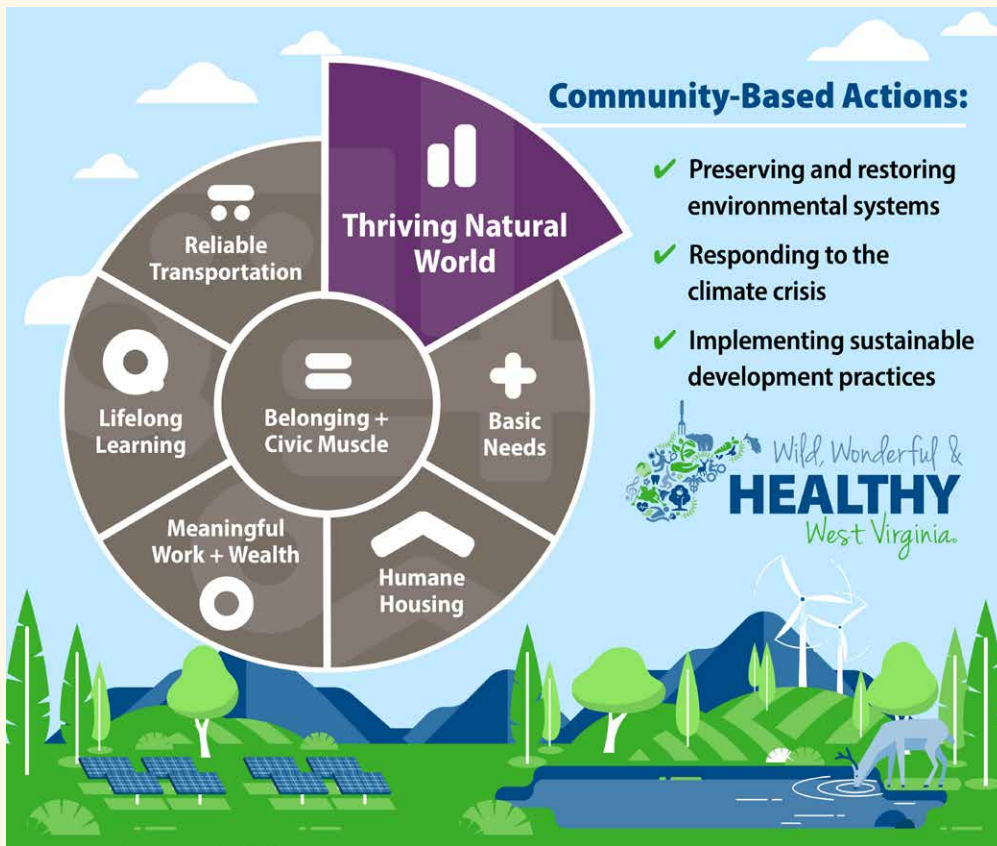 Community-Based Actions:
✔ Preserving and restoring
environmental systems
✔ Responding to the
climate crisis
✔ Implementing sustainable
development practices
Thriving Natural
World
Reliable
Transportation
Lifelong
Learning
Belonging +
Civic Muscle
Basic
Needs
Meaningful
Work + Wealth
Humane
Housing
Wild, Wonderful &
HEALTHY
West Virginia®